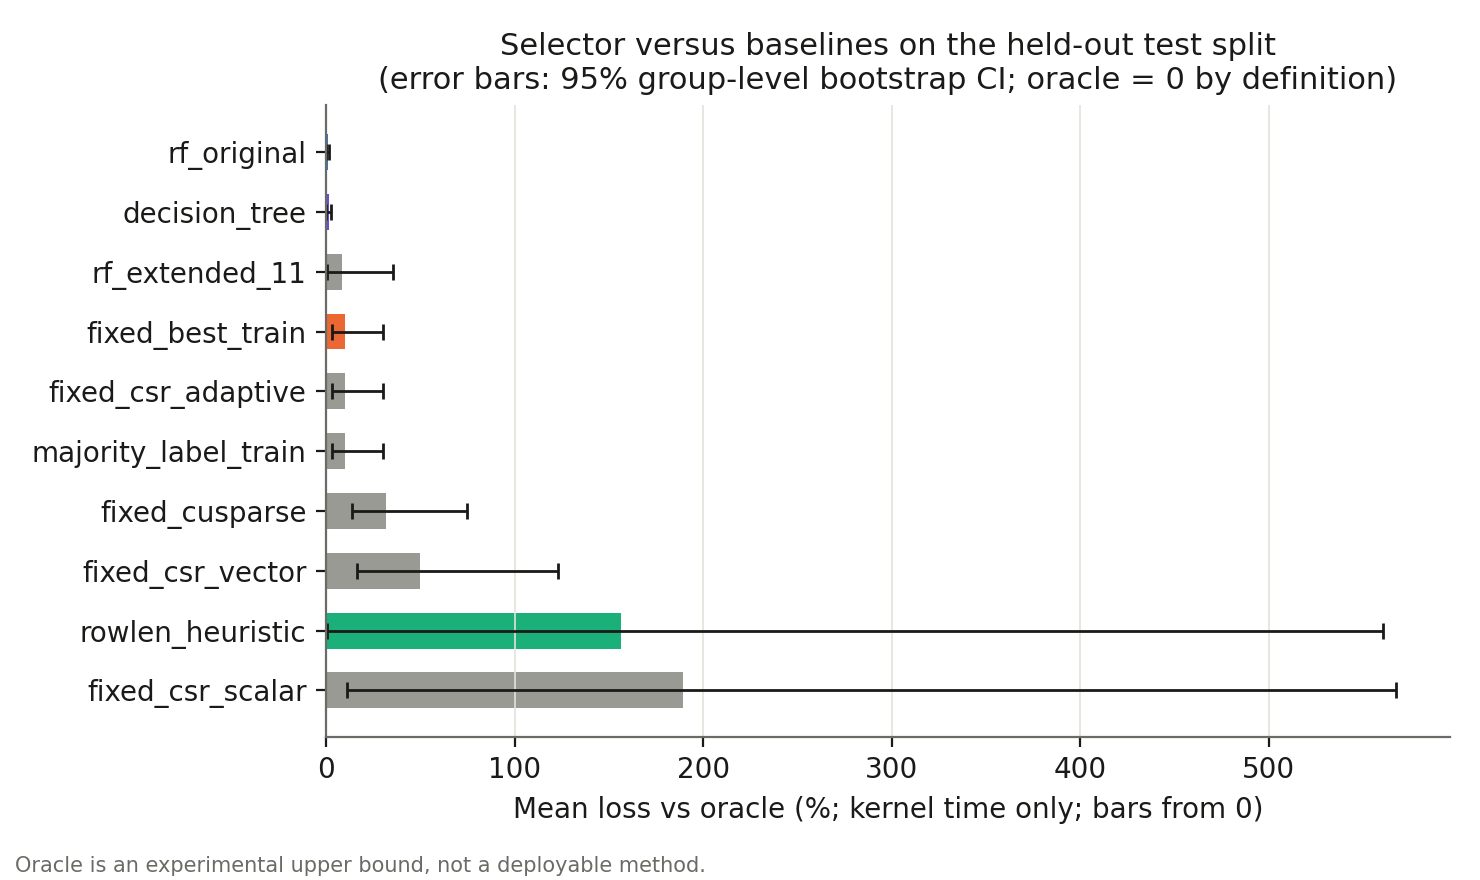 Selector versus baselines on the held-out test split
(error bars: 95% group-level bootstrap CI; oracle = 0 by definition)
rf_original
decision_tree
rf_extended_11
fixed_best_train
fixed_csr_adaptive
majority_label_train
fixed_cusparse
fixed_csr_vector
rowlen_heuristic
fixed_csr_scalar
0 100 200 300 400 500
Mean loss vs oracle (%; kernel time only; bars from 0)
Oracle is an experimental upper bound, not a deployable method.